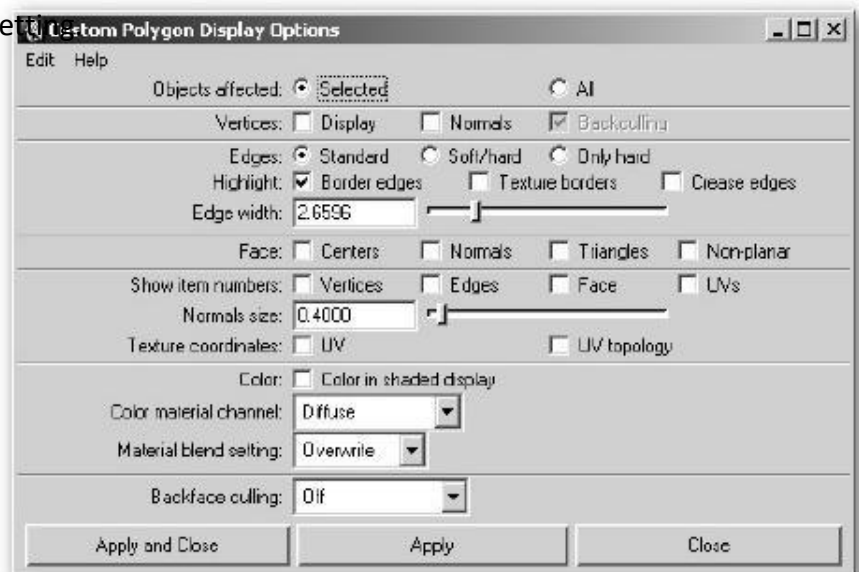 etting.
Custom Polygon Display Options
Edit Help
Objects affected: Selected All
Vertices: Display Normals Backculling
Edges: Standard Soft/hard Only hard
Highlight: Border edges Texture borders Crease edges
Edge width: 2.6596
Face: Centers Normals Triangles Non-planar
Show item numbers: Vertices Edges Face UVs
Normals size: 0.4000
Texture coordinates: UV UV topology
Color: Color in shaded display
Color material channel: Diffuse
Material blend setting: Overwrite
Backface culling: Off
Apply and Close Apply Close